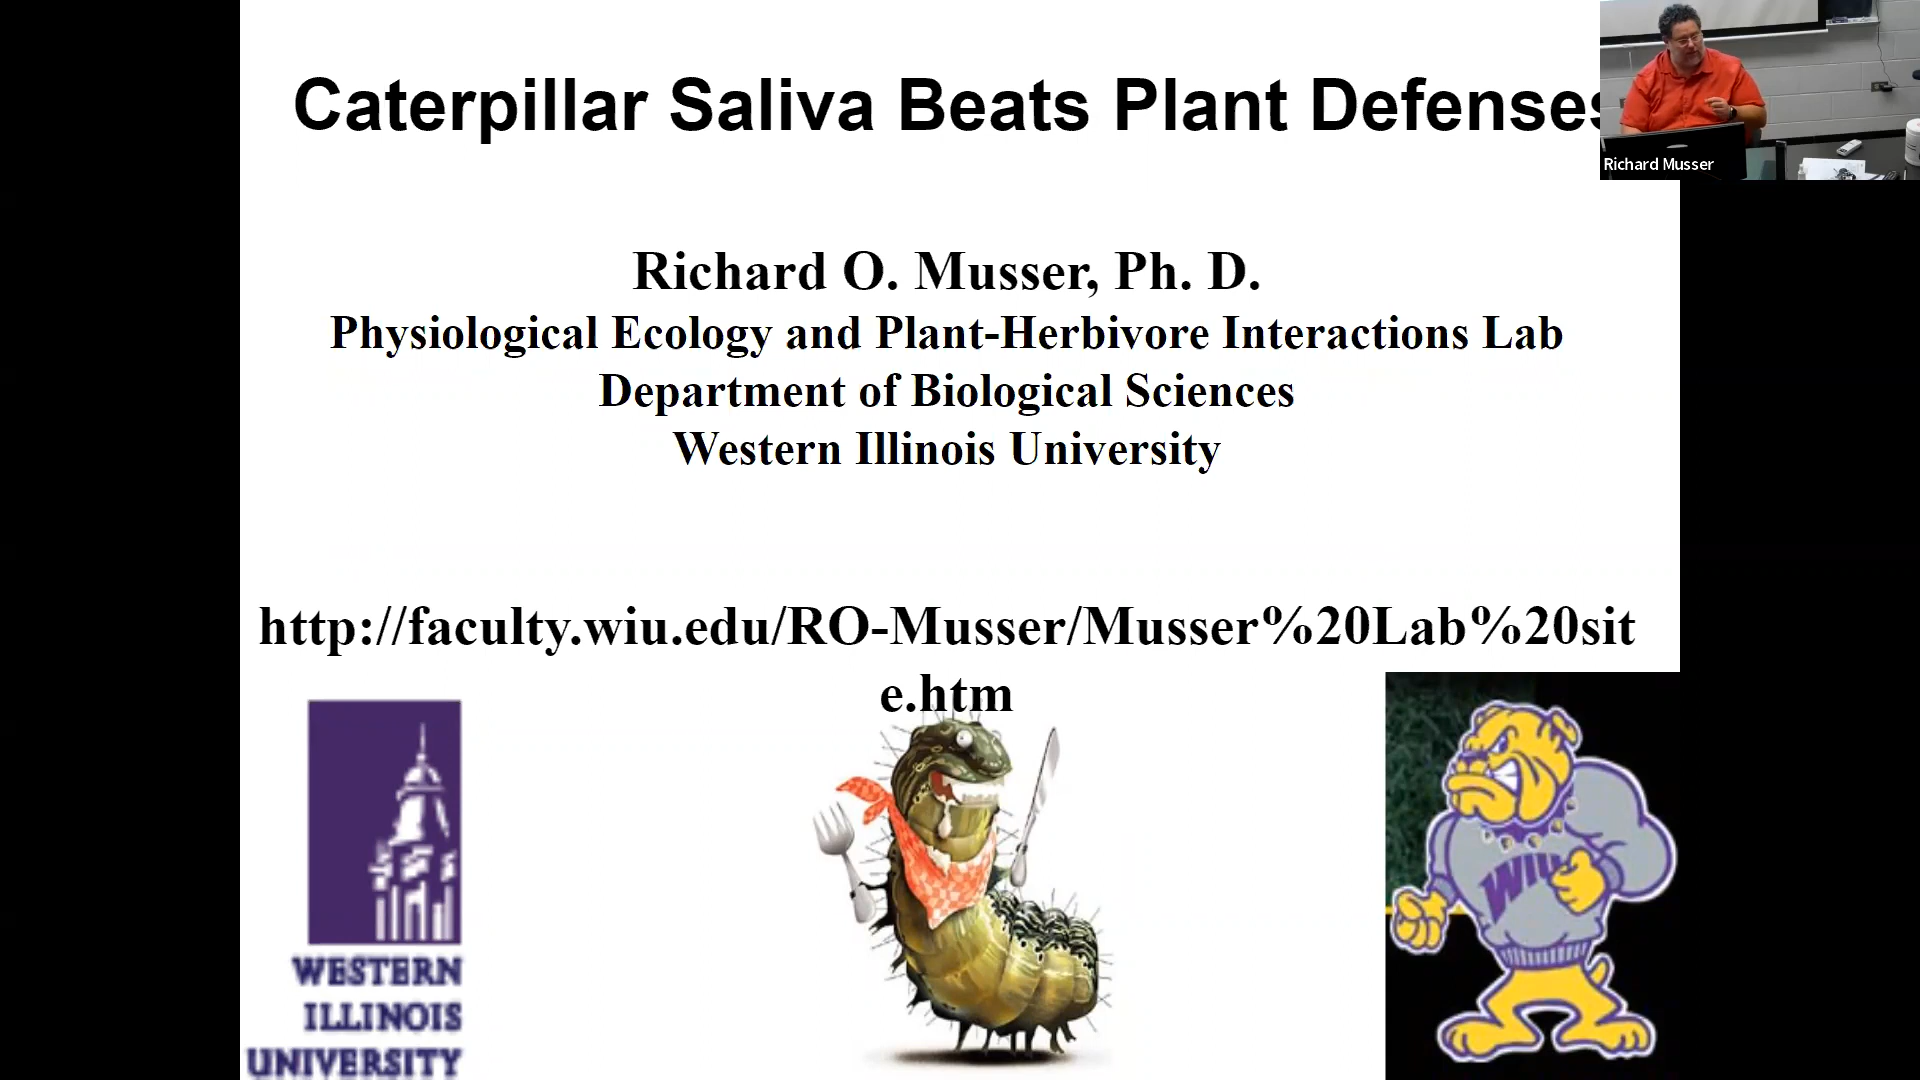 Caterpillar Saliva Beats Plant Defenses
Richard Musser
Richard O. Musser, Ph. D.
Physiological Ecology and Plant-Herbivore Interactions Lab
Department of Biological Sciences
Western Illinois University
http://faculty.wiu.edu/RO-Musser/Musser%20Lab%20sit
e.htm
WESTERN
ILLINOIS
UNIVERSITY
WIU